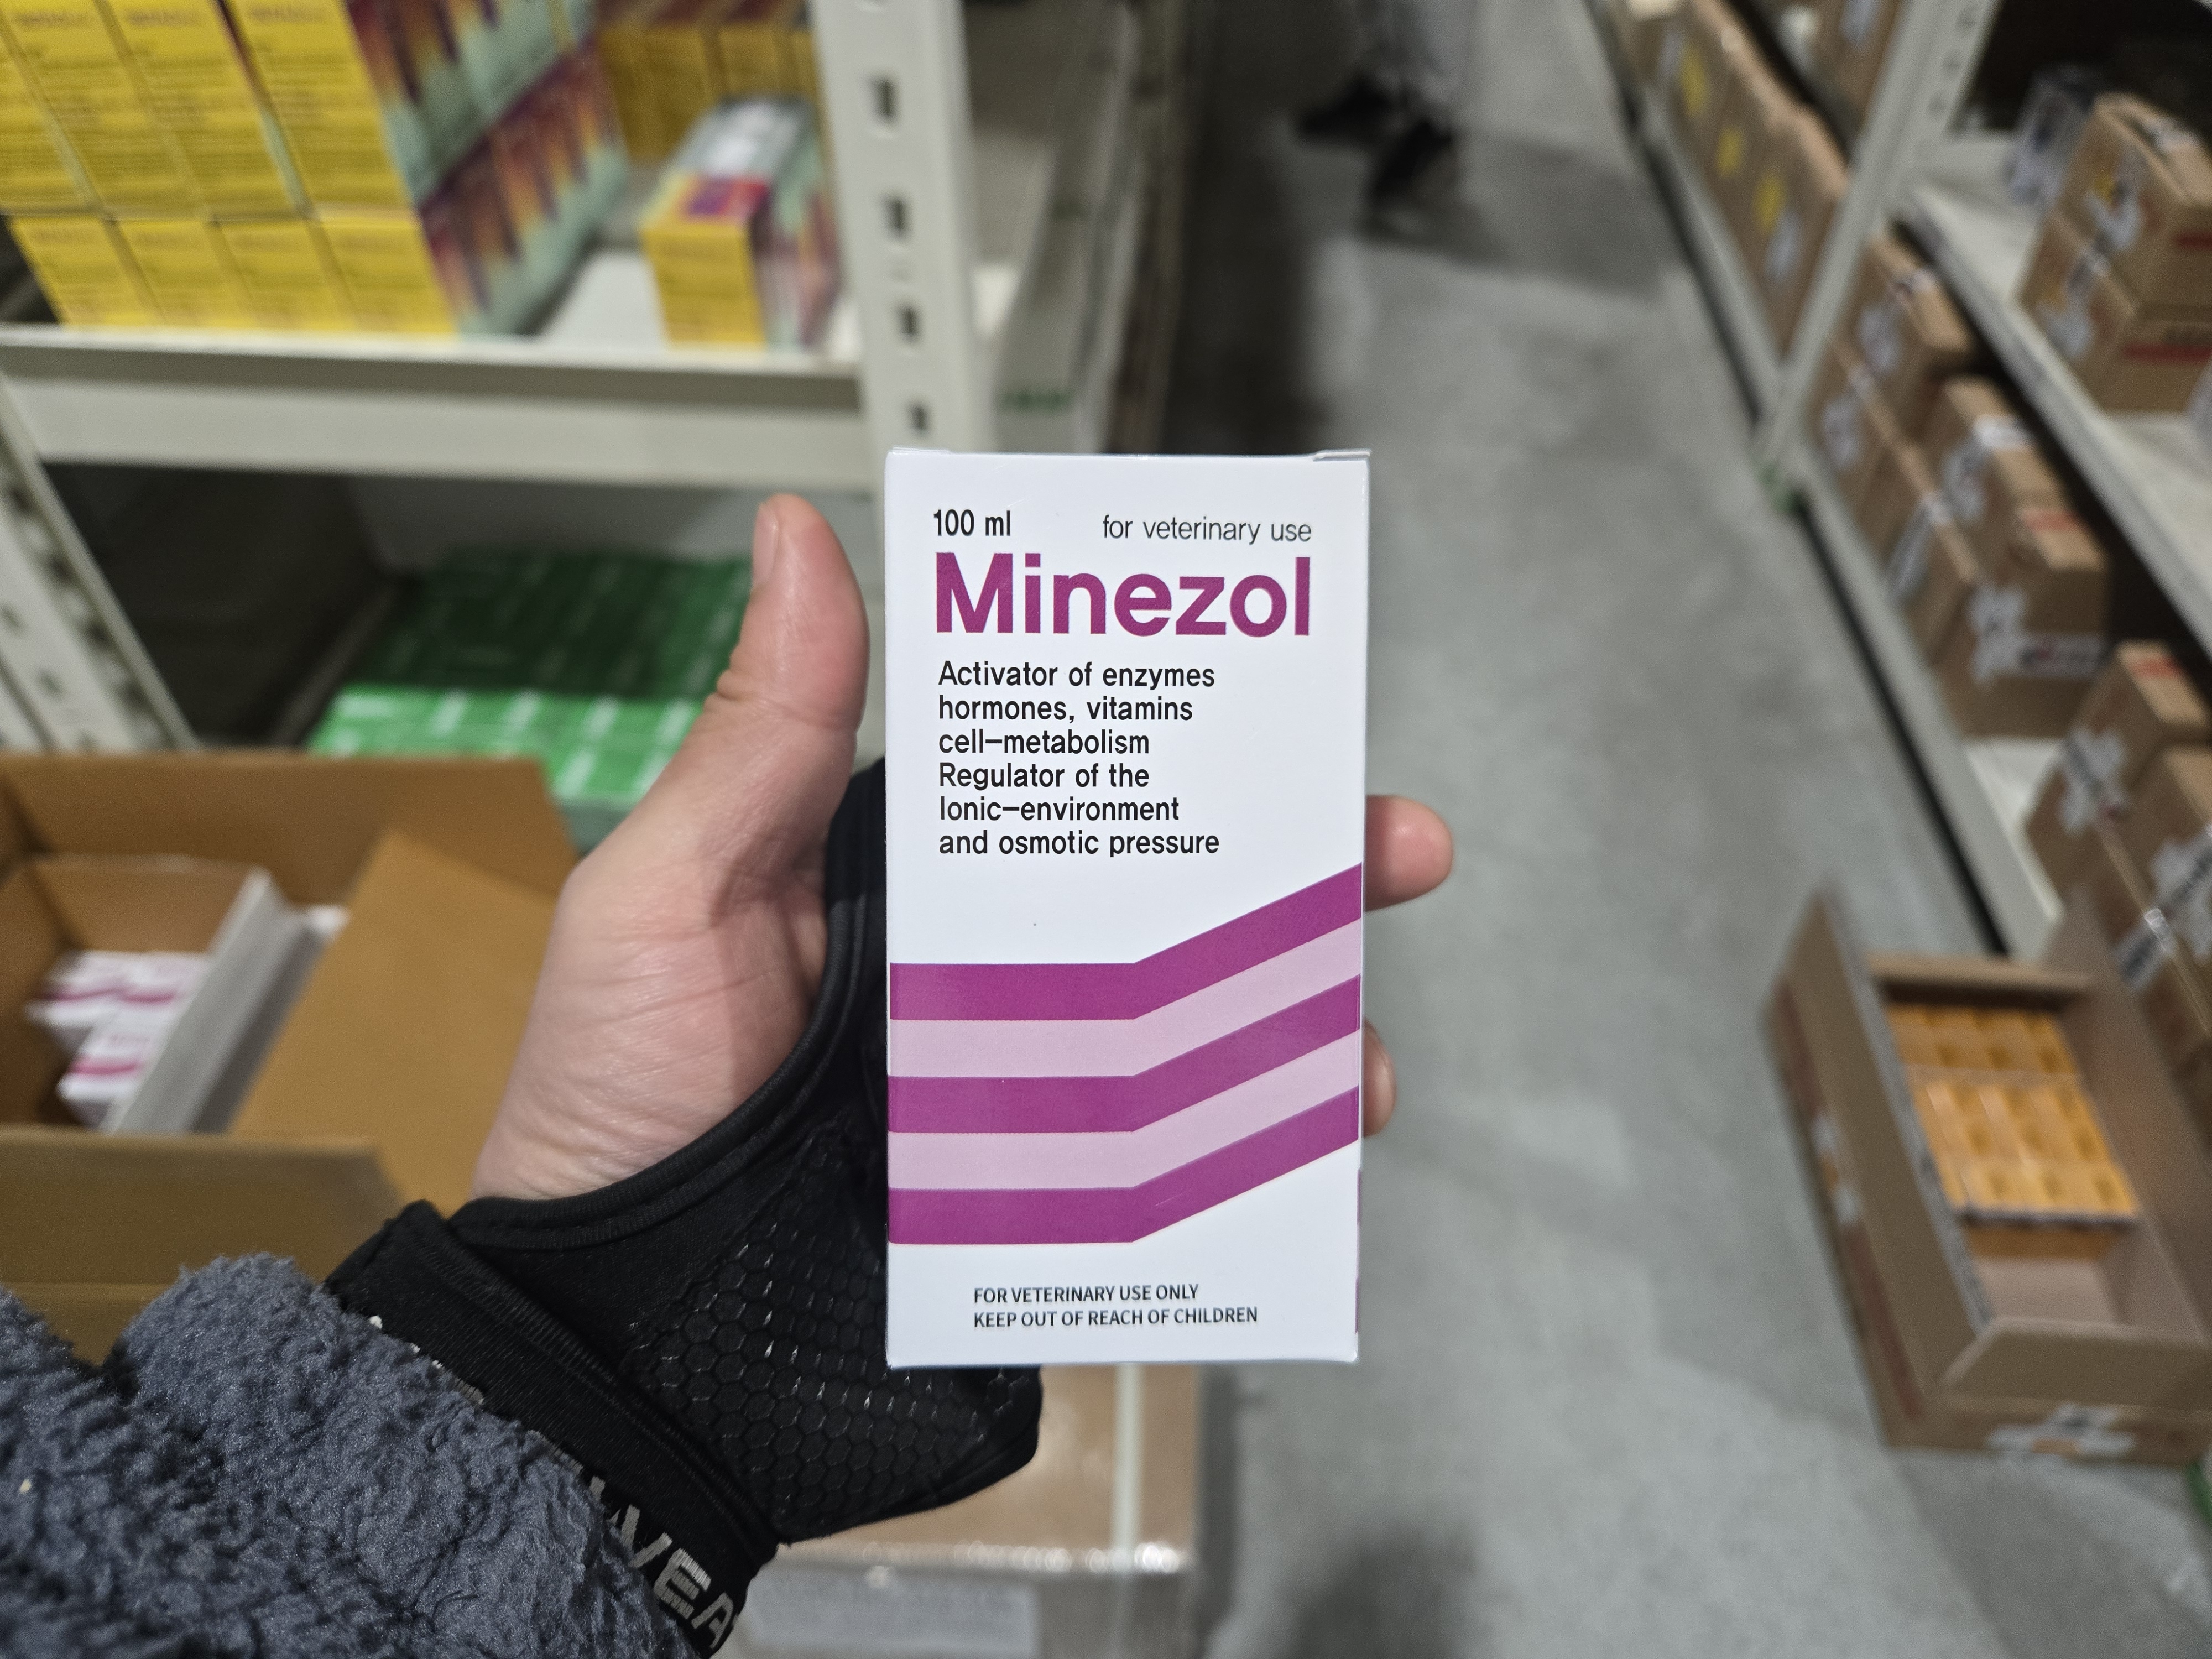 100 ml for veterinary use
Minezol
Activator of enzymes
hormones, vitamins
cell–metabolism
Regulator of the
Ionic–environment
and osmotic pressure
FOR VETERINARY USE ONLY
KEEP OUT OF REACH OF CHILDREN